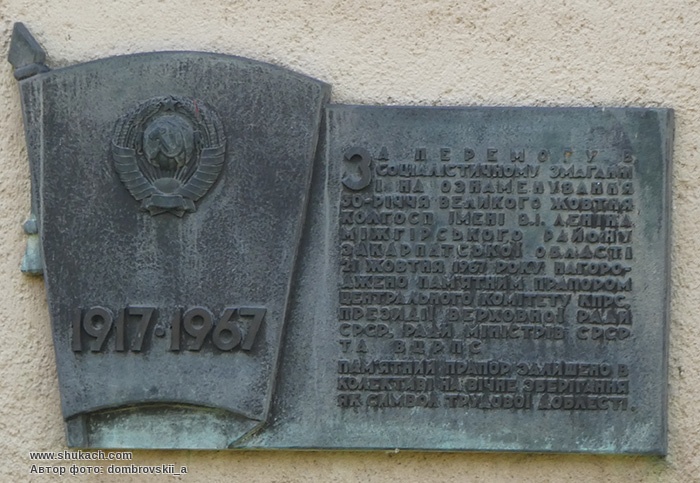 1917·1967
ЗА ПЕРЕМОГУ В
СОЦІАЛІСТИЧНОМУ ЗМАГАННІ
І НА ОЗНАМЕНУВАННЯ
50-РІЧЧЯ ВЕЛИКОГО ЖОВТНЯ
КОЛГОСП ІМЕНІ В.І. ЛЕНІНА
МІЖГІРСЬКОГО РАЙОНУ
ЗАКАРПАТСЬКОЇ ОБЛАСТІ
21 ЖОВТНЯ 1967 РОКУ НАГОРО-
ДЖЕНО ПАМ'ЯТНИМ ПРАПОРОМ
ЦЕНТРАЛЬНОГО КОМІТЕТУ КПРС,
ПРЕЗИДІЇ ВЕРХОВНОЇ РАДИ
СРСР, РАДИ МІНІСТРІВ СРСР
ТА ВЦРПС
ПАМ'ЯТНИЙ ПРАПОР ЗАЛИШЕНО В
КОЛЕКТИВІ НА ВІЧНЕ ЗБЕРІГАННЯ
ЯК СИМВОЛ ТРУДОВОЇ ДОБЛЕСТІ.
www.shukach.com
Автор фото: dombrovskii_a